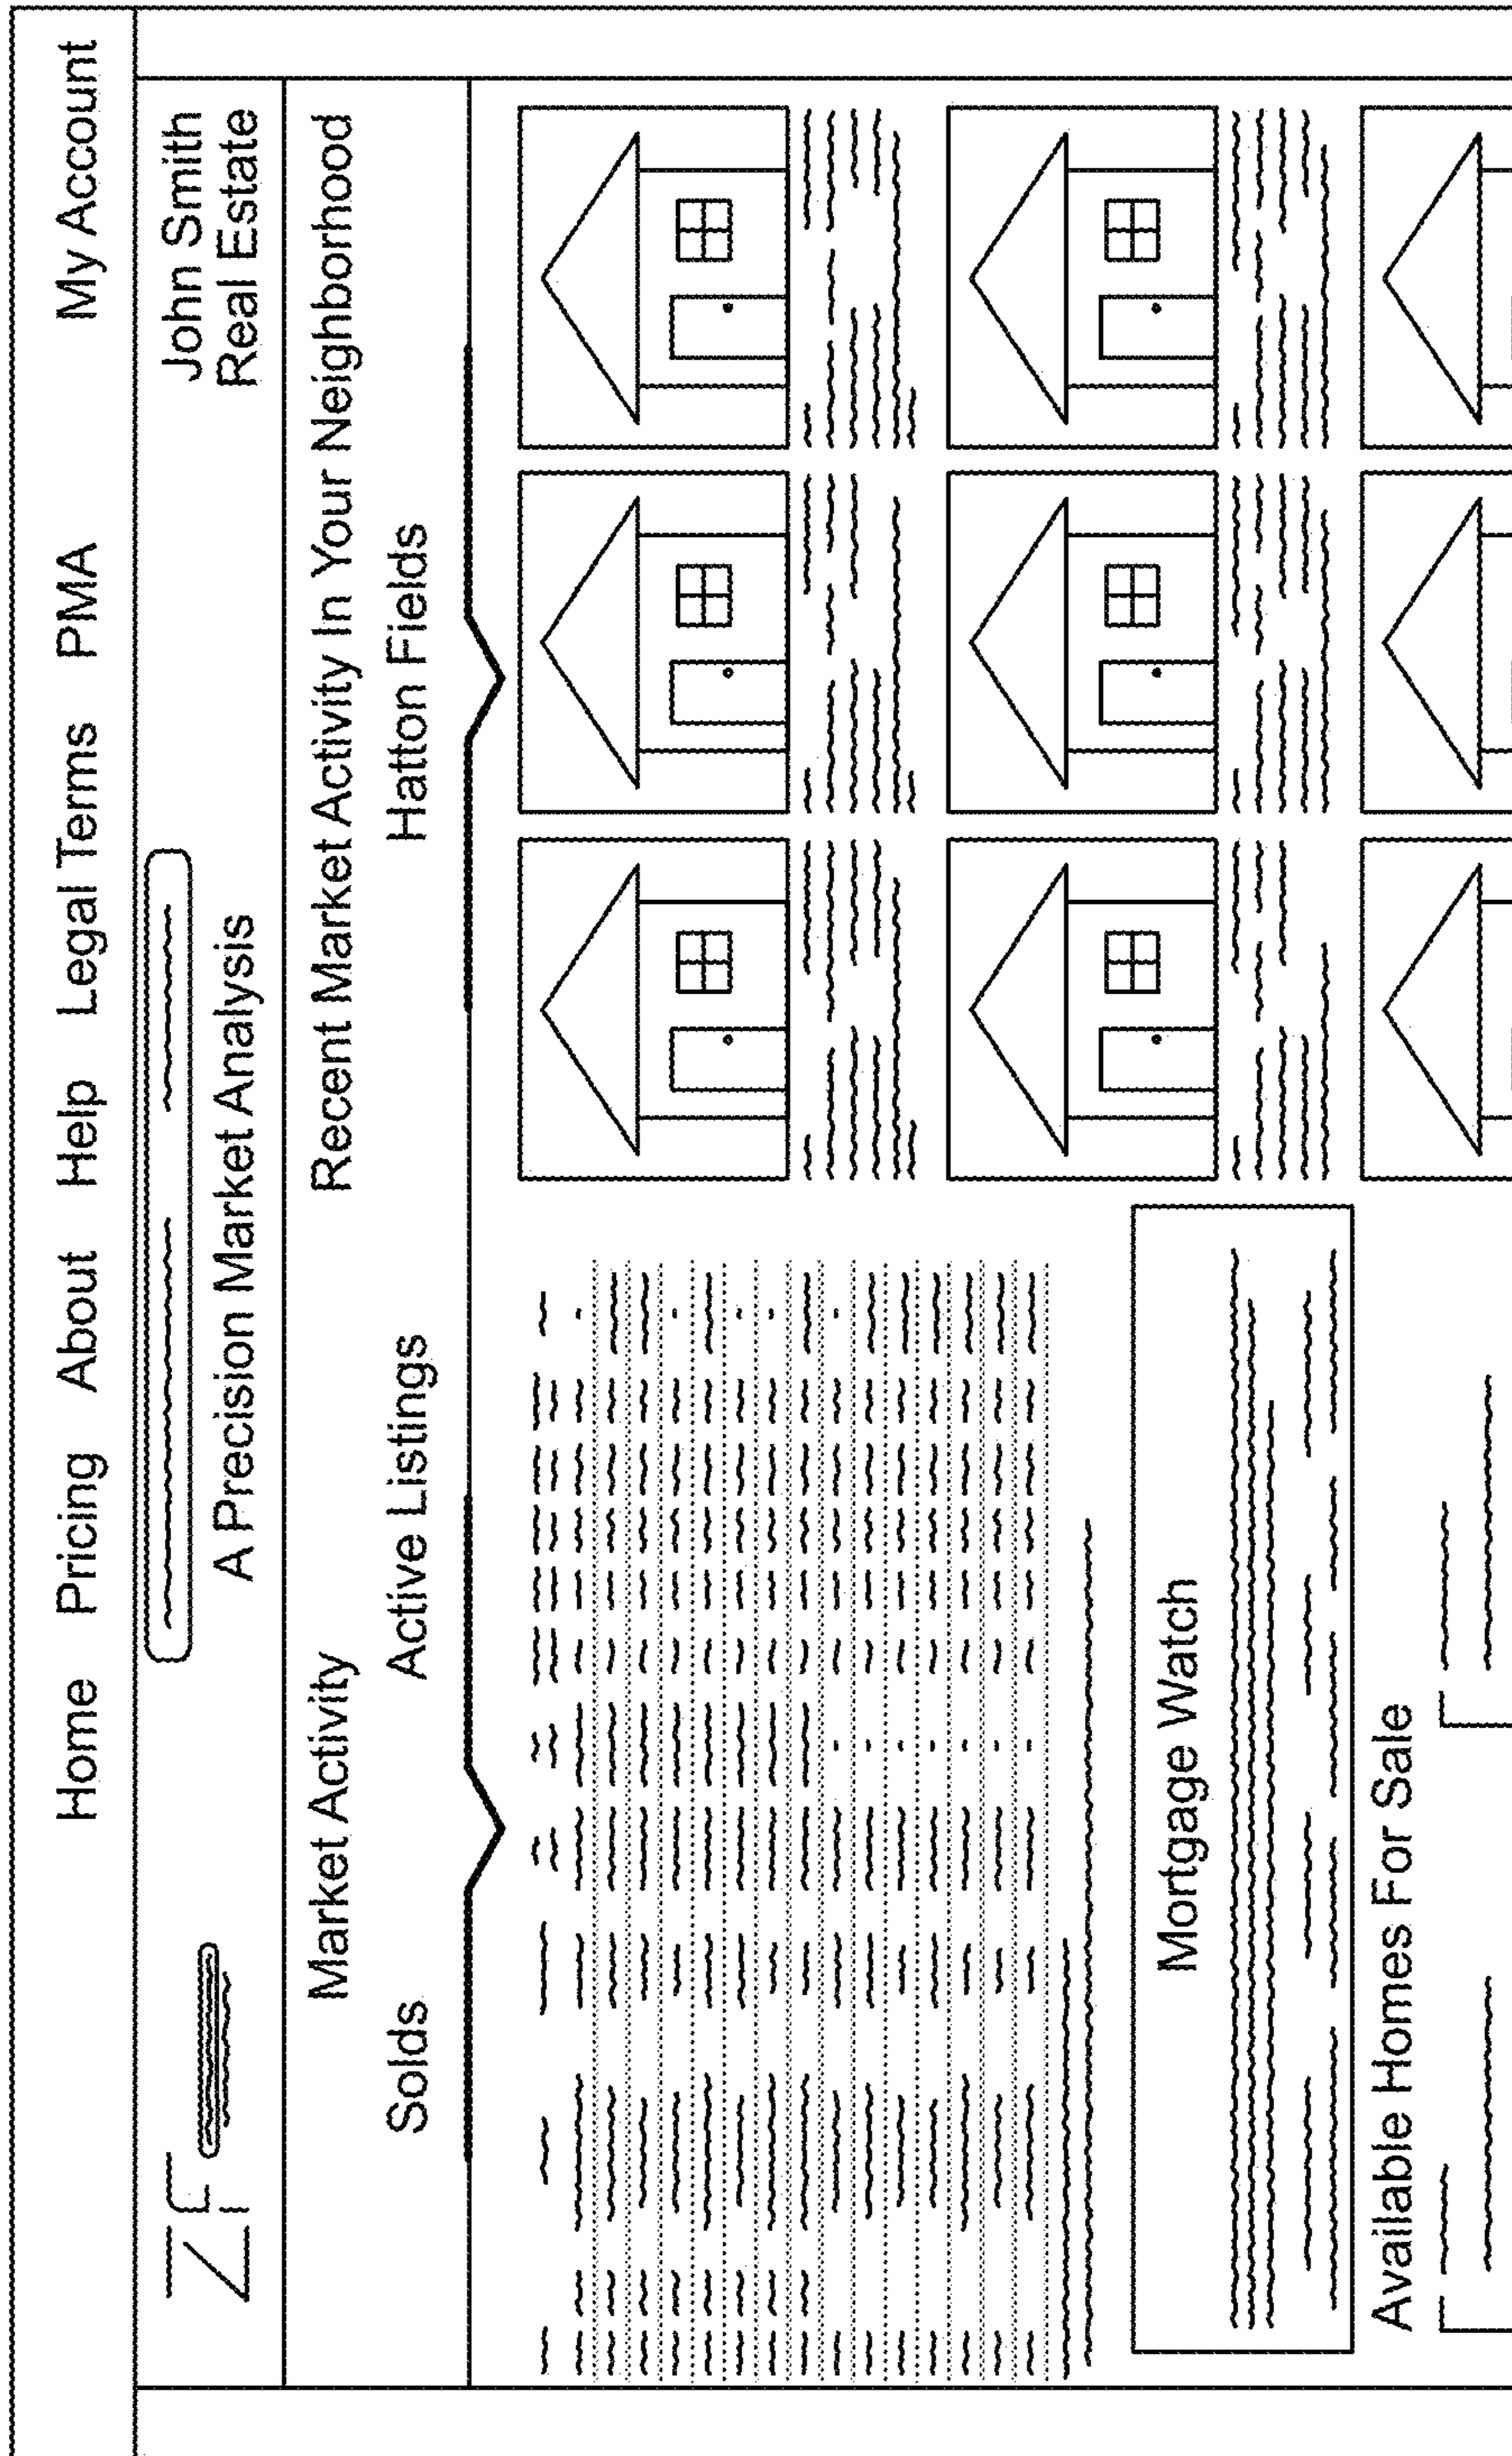 Home Pricing About Help Legal Terms PMA My Account
ZF
A Precision Market Analysis
John Smith
Real Estate
Market Activity
Recent Market Activity In Your Neighborhood
Solds
Active Listings
Hatton Fields
Mortgage Watch
Available Homes For Sale